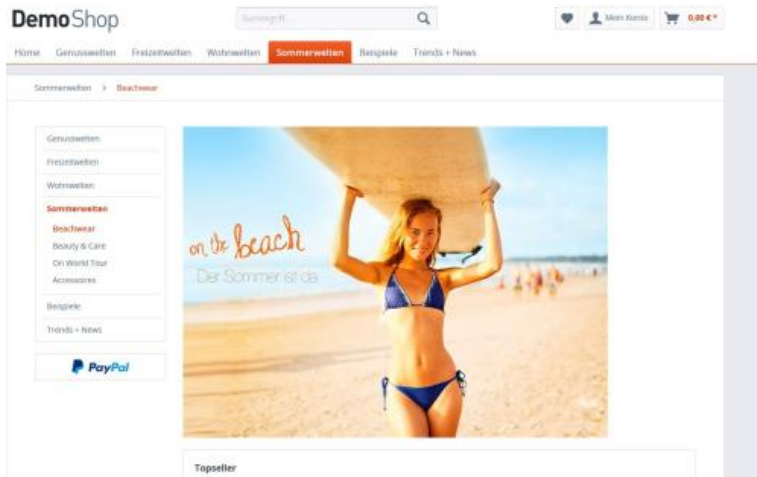 DemoShop
Suchbegriff...
Mein Konto
0,00 € *
Home Genusswelten Freizeitwelten Wohnwelten Sommerwelten Beispiele Trends + News
Sommerwelten > Beachwear
Genusswelten
Freizeitwelten
Wohnwelten
Sommerwelten
Beachwear
Beauty & Care
On World Tour
Accessoires
Beispiele
Trends + News
PayPal
on the beach
Der Sommer ist da
Topseller